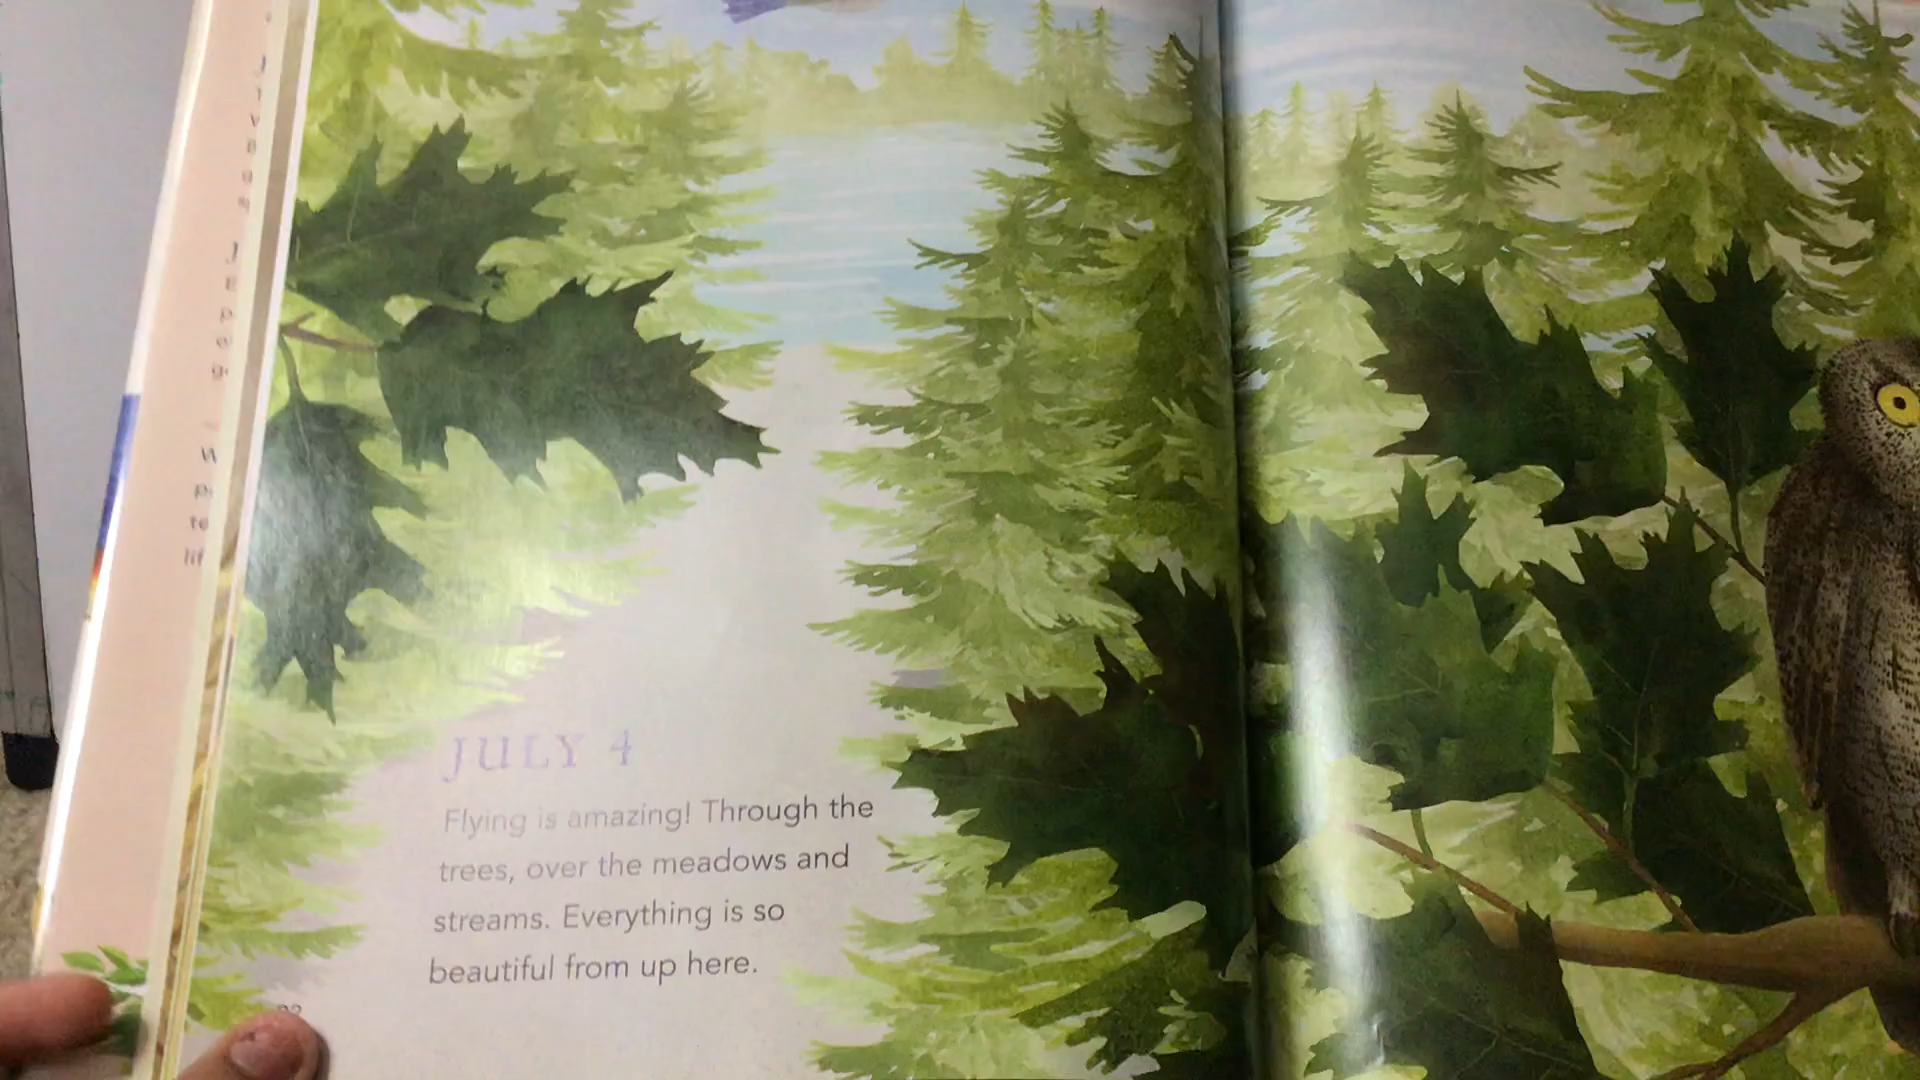 JULY 4
Flying is amazing! Through the
trees, over the meadows and
streams. Everything is so
beautiful from up here.